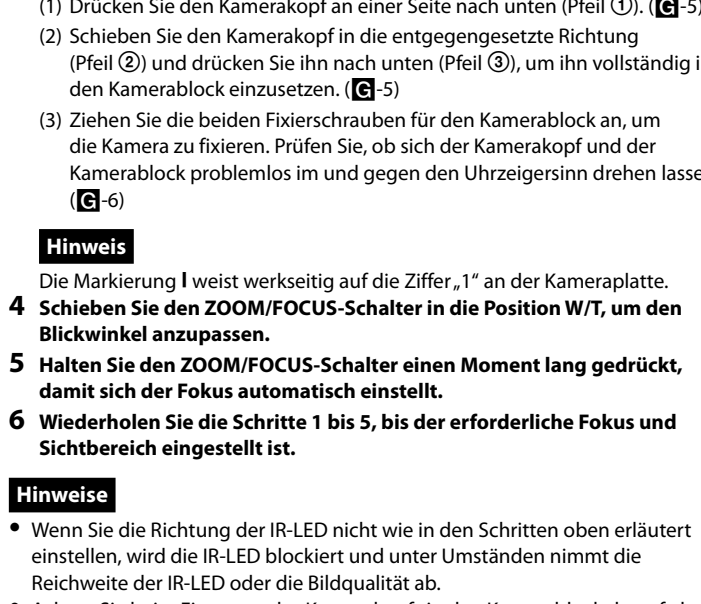 (1) Drücken Sie den Kamerakopf an einer Seite nach unten (Pfeil ①). (G-5)
(2) Schieben Sie den Kamerakopf in die entgegengesetzte Richtung
(Pfeil ②) und drücken Sie ihn nach unten (Pfeil ③), um ihn vollständig i
den Kamerablock einzusetzen. (G-5)
(3) Ziehen Sie die beiden Fixierschrauben für den Kamerablock an, um
die Kamera zu fixieren. Prüfen Sie, ob sich der Kamerakopf und der
Kamerablock problemlos im und gegen den Uhrzeigersinn drehen lasse
(G-6)
Hinweis
Die Markierung I weist werkseitig auf die Ziffer „1“ an der Kameraplatte.
4 Schieben Sie den ZOOM/FOCUS-Schalter in die Position W/T, um den
Blickwinkel anzupassen.
5 Halten Sie den ZOOM/FOCUS-Schalter einen Moment lang gedrückt,
damit sich der Fokus automatisch einstellt.
6 Wiederholen Sie die Schritte 1 bis 5, bis der erforderliche Fokus und
Sichtbereich eingestellt ist.
Hinweise
• Wenn Sie die Richtung der IR-LED nicht wie in den Schritten oben erläutert
einstellen, wird die IR-LED blockiert und unter Umständen nimmt die
Reichweite der IR-LED oder die Bildqualität ab.